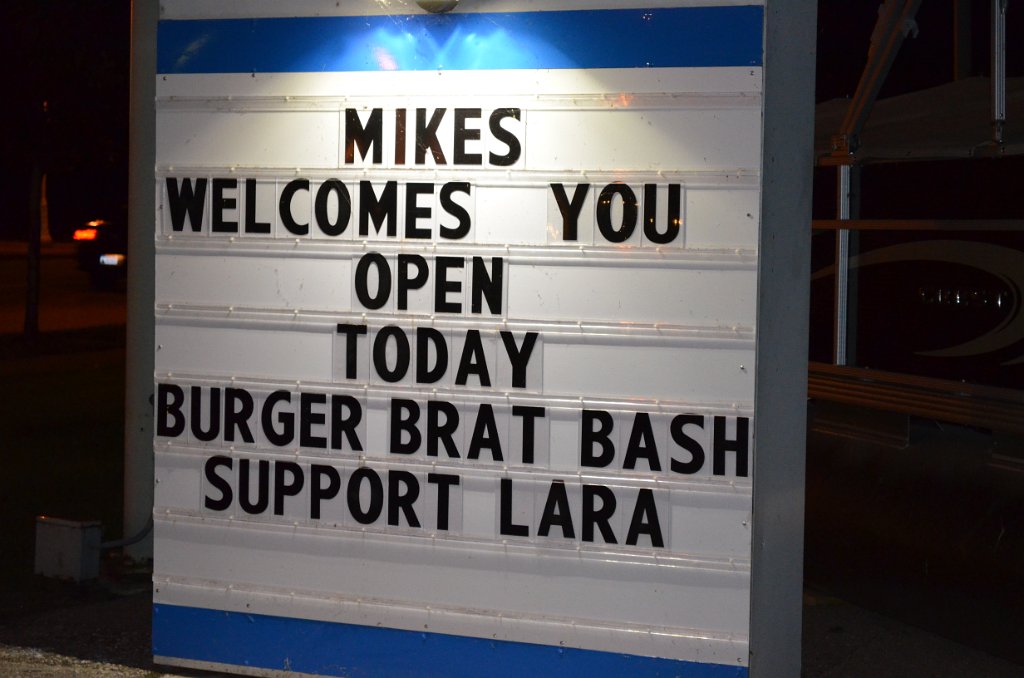 MIKES
WELCOMES YOU
OPEN
TODAY
BURGER BRAT BASH
SUPPORT LARA